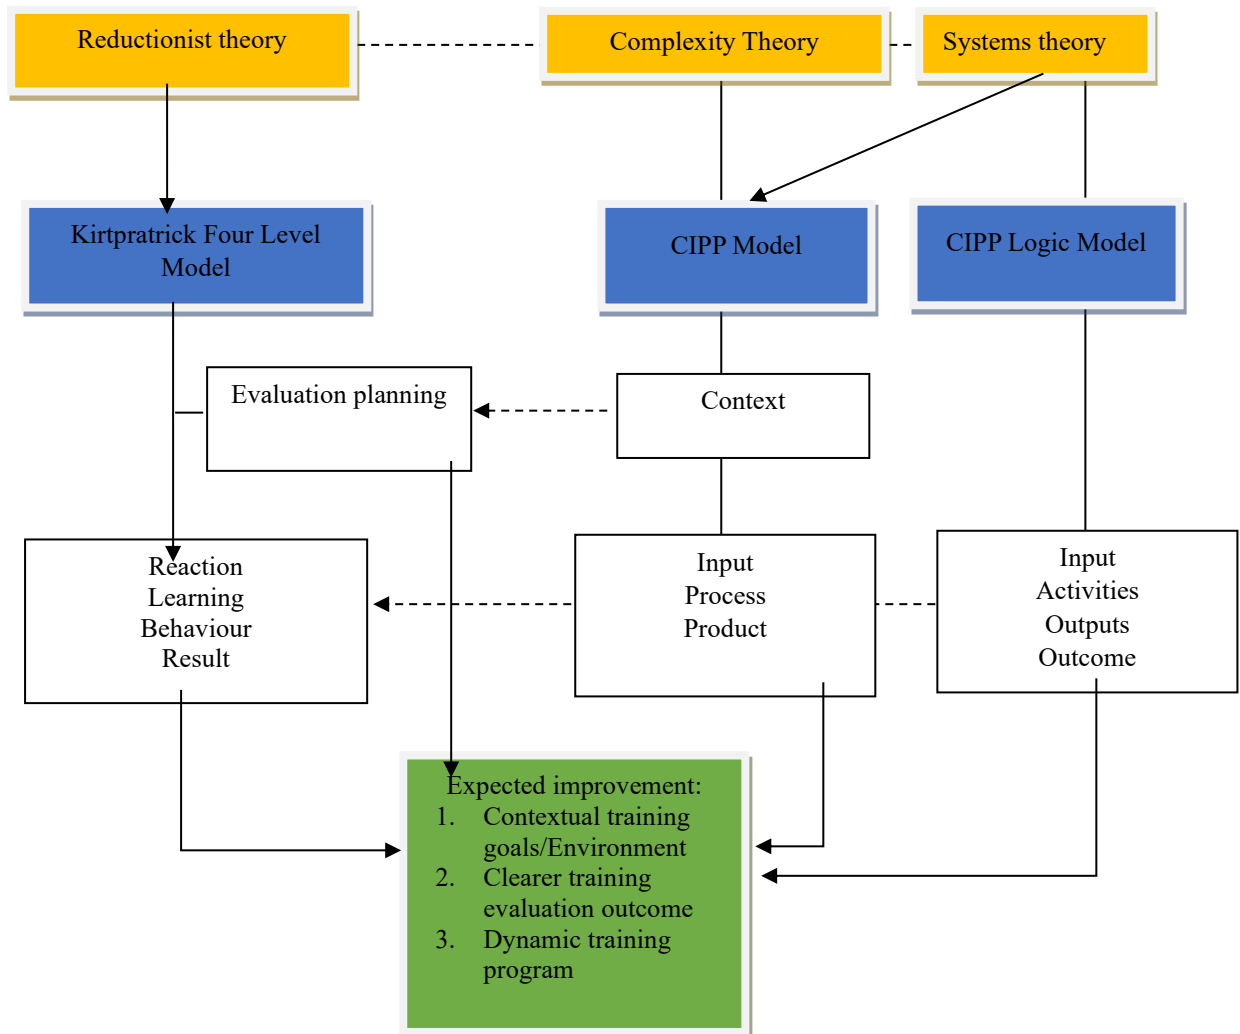 Reductionist theory
Complexity Theory
Systems theory
Kirtpratrick Four Level
Model
CIPP Model
CIPP Logic Model
Evaluation planning
Context
Reaction
Learning
Behaviour
Result
Input
Process
Product
Input
Activities
Outputs
Outcome
Expected improvement:
1. Contextual training
goals/Environment
2. Clearer training
evaluation outcome
3. Dynamic training
program